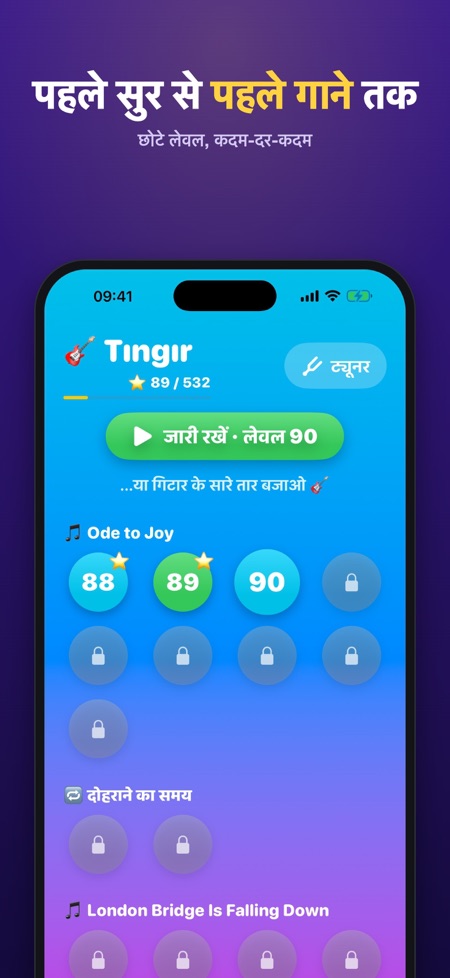 पहले सुर से पहले गाने तक
छोटे लेवल, कदम-दर-कदम
09:41
Tıngır
89 / 532
ट्यूनर
जारी रखें · लेवल 90
...या गिटार के सारे तार बजाओ
Ode to Joy
88
89
90
दोहराने का समय
London Bridge Is Falling Down